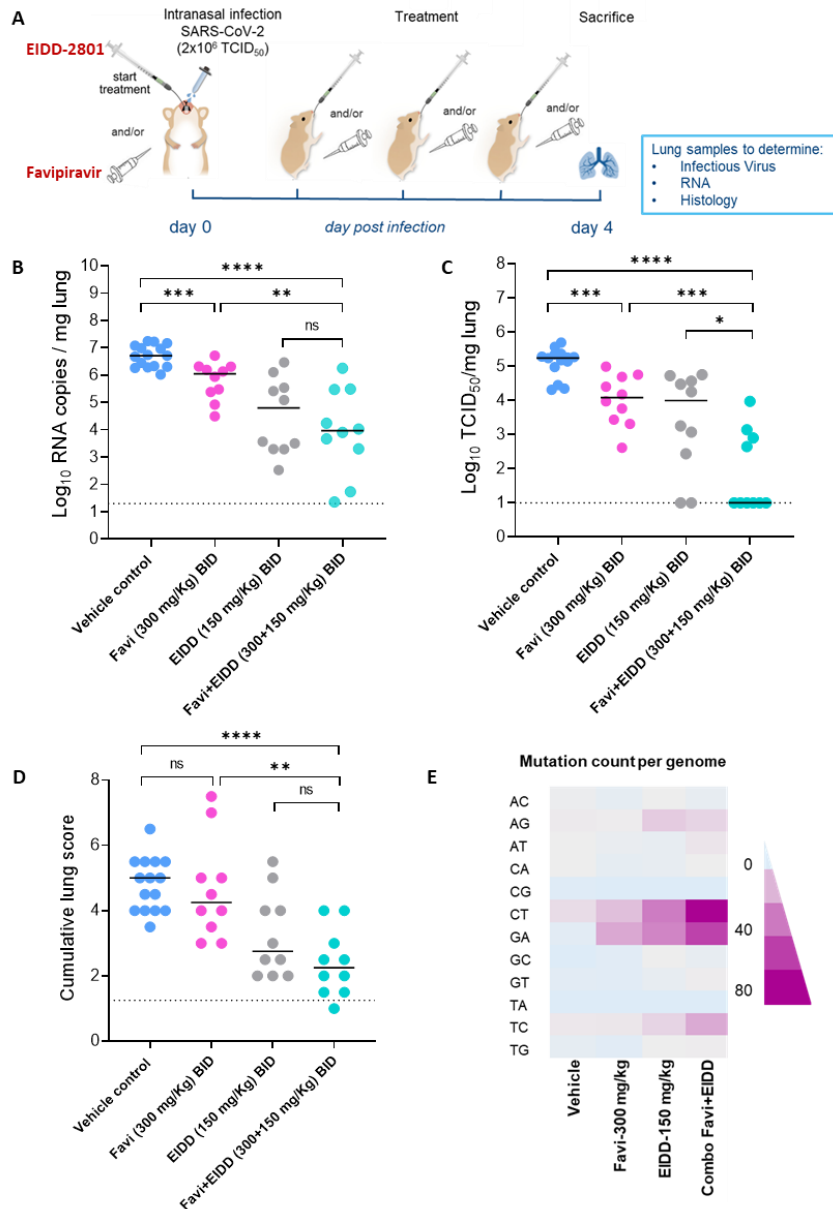 A
Intranasal infection
SARS-CoV-2
(2x10⁶ TCID₅₀)
Treatment
Sacrifice
EIDD-2801
start
treatment
and/or
and/or
and/or
and/or
Favipiravir
Lung samples to determine:
• Infectious Virus
• RNA
• Histology
day 0
day post infection
day 4
B
Log₁₀ RNA copies / mg lung
10
9
8
7
6
5
4
3
2
1
0
****
***
**
ns
Vehicle control
Favi (300 mg/Kg) BID
EIDD (150 mg/Kg) BID
Favi+EIDD (300+150 mg/Kg) BID
C
Log₁₀ TCID₅₀/mg lung
7
6
5
4
3
2
1
0
****
***
***
*
Vehicle control
Favi (300 mg/Kg) BID
EIDD (150 mg/Kg) BID
Favi+EIDD (300+150 mg/Kg) BID
D
Cumulative lung score
8
6
4
2
0
****
ns
**
ns
Vehicle control
Favi (300 mg/Kg) BID
EIDD (150 mg/Kg) BID
Favi+EIDD (300+150 mg/Kg) BID
E
Mutation count per genome
AC
AG
AT
CA
CG
CT
GA
GC
GT
TA
TC
TG
Vehicle
Favi-300 mg/kg
EIDD-150 mg/kg
Combo Favi+EIDD
0
40
80